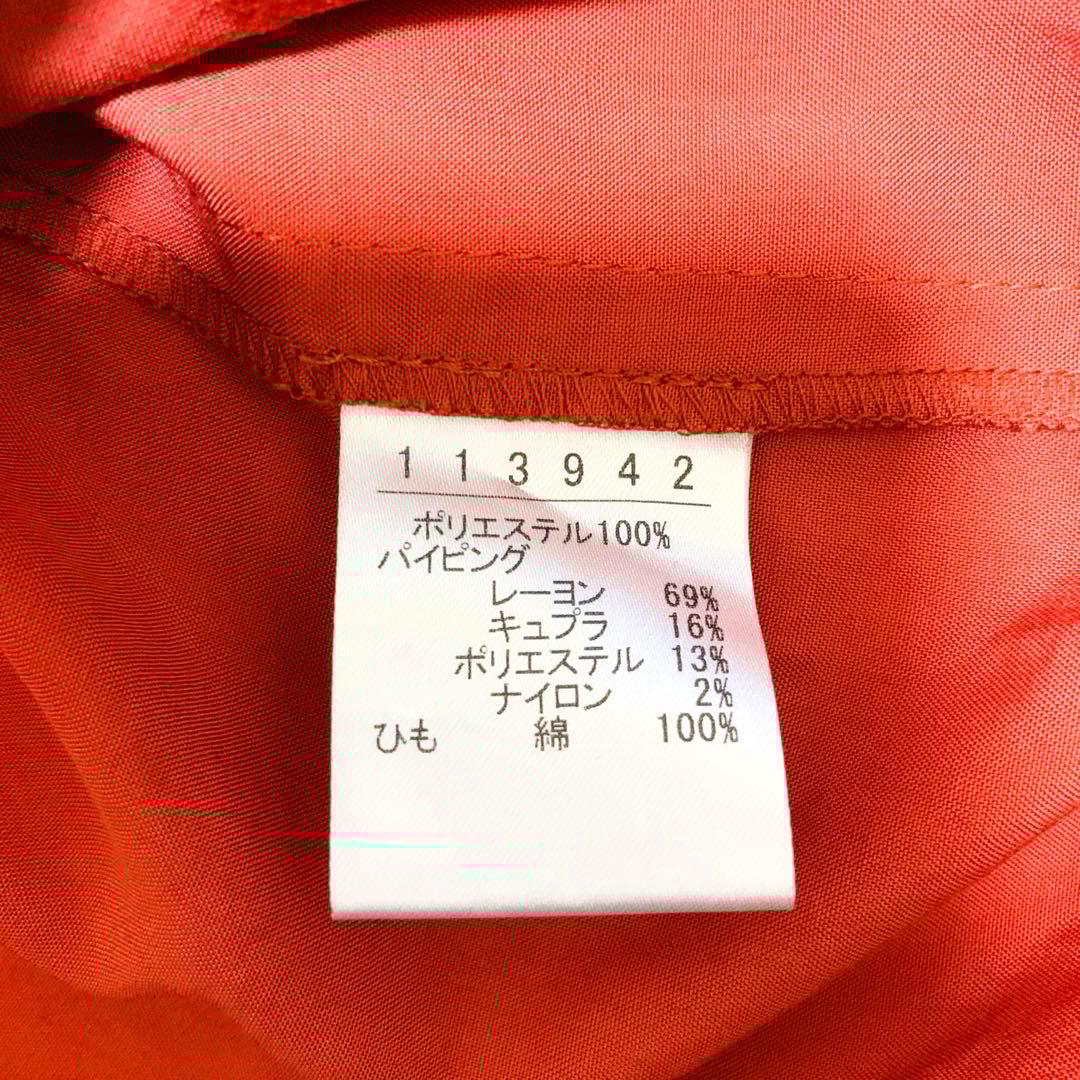 1 1 3 9 4 2
ポリエステル100%
パイピング
レーヨン 69%
キュプラ 16%
ポリエステル 13%
ナイロン 2%
ひも 綿 100%